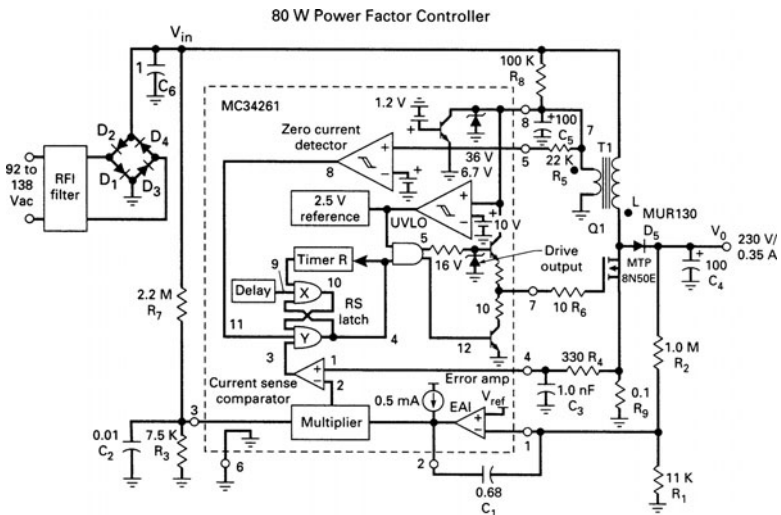 80 W Power Factor Controller
V_in
1
C6
100 K
R8
MC34261
1.2 V
Zero current
detector
8
36 V
6.7 V
8
+100
C5
5
22 K
R5
7
T1
L
Q1
MUR130
D5
V0
230 V/
0.35 A
D2
D4
D1
D3
RFI
filter
92 to
138
Vac
2.5 V
reference
UVLO
10 V
5
16 V
Drive
output
MTP
8N50E
+
100
C4
Timer R
Delay
9
X
10
RS
latch
10
7
10 R6
2.2 M
R7
11
Y
4
12
3
1
2
4
330 R4
1.0 M
R2
Current sense
comparator
Error amp
0.5 mA
EAI
Vref
1.0 nF
C3
0.1
R9
Multiplier
3
0.01
C2
7.5 K
R3
6
2
1
0.68
C1
11 K
R1